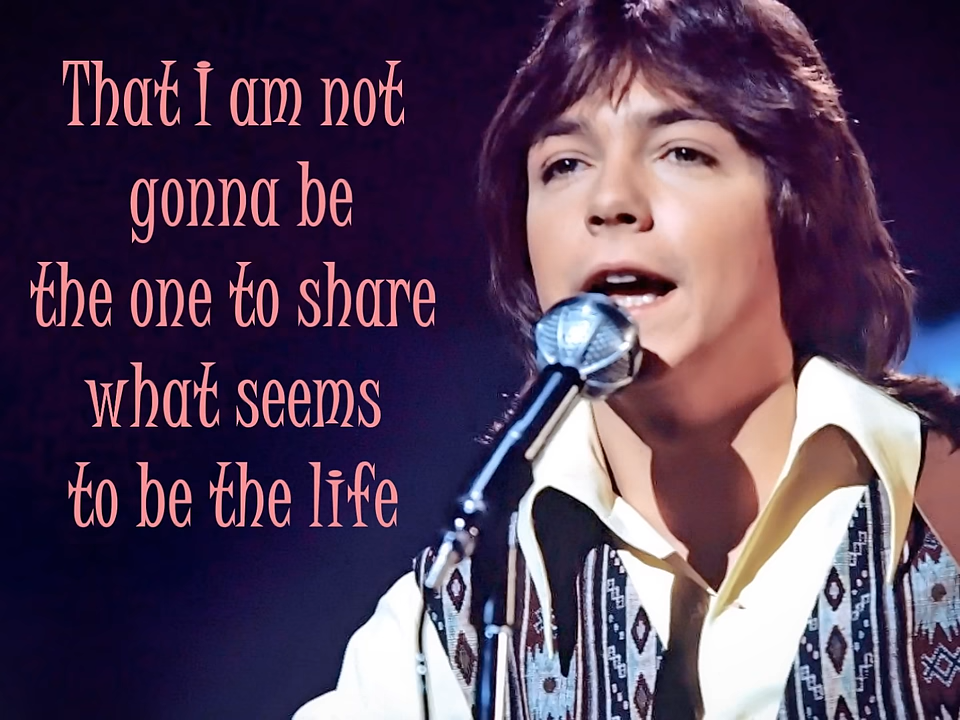 That I am not
gonna be
the one to share
what seems
to be the life